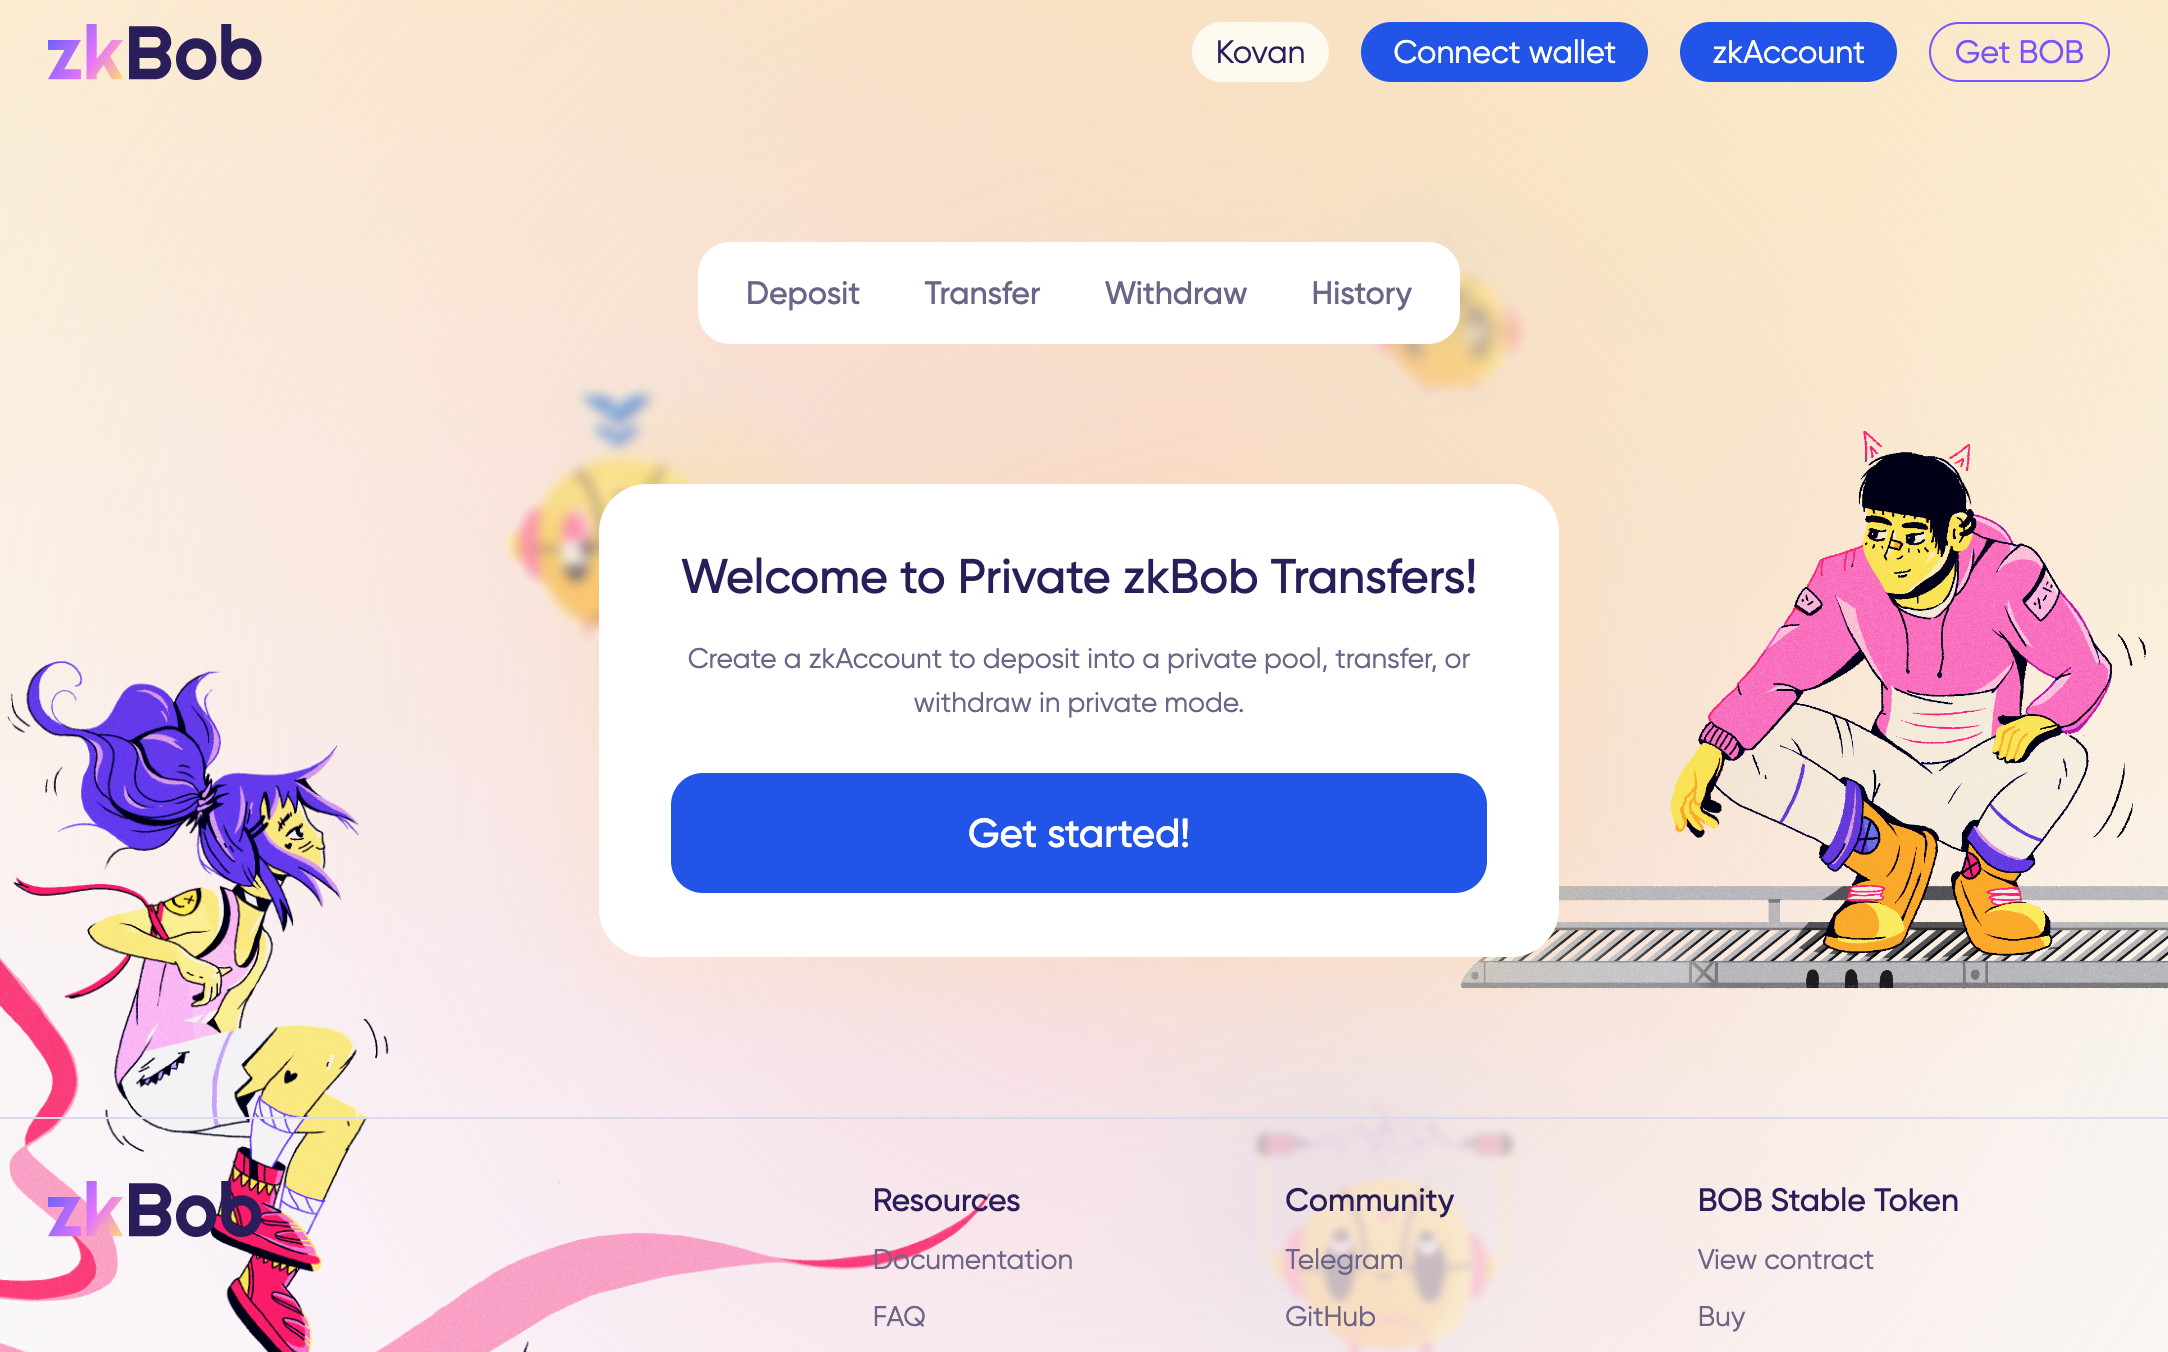 zkBob
Kovan
Connect wallet
zkAccount
Get BOB
Deposit
Transfer
Withdraw
History
Welcome to Private zkBob Transfers!
Create a zkAccount to deposit into a private pool, transfer, or
withdraw in private mode.
Get started!
zkBob
Resources
Documentation
FAQ
Community
Telegram
GitHub
BOB Stable Token
View contract
Buy